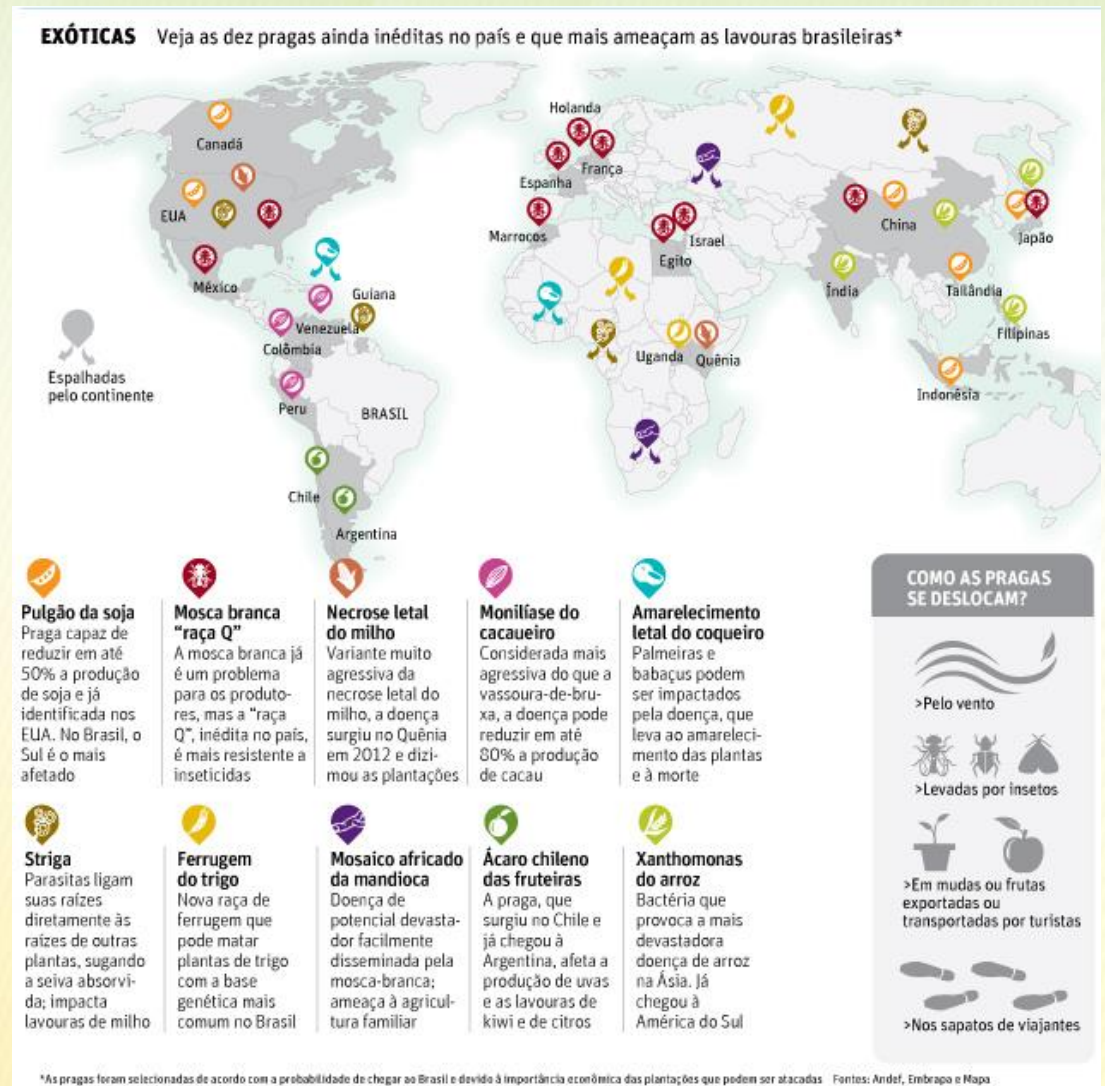 EXÓTICAS Veja as dez pragas ainda inéditas no país e que mais ameaçam as lavouras brasileiras*
Canadá
EUA
México
Guiana
Venezuela
Colômbia
Peru
BRASIL
Chile
Argentina
Holanda
França
Espanha
Marrocos
Israel
Egito
Uganda
Quênia
China
Japão
Índia
Tailândia
Filipinas
Indonésia
Espalhadas
pelo continente
Pulgão da soja
Praga capaz de
reduzir em até
50% a produção
de soja e já
identificada nos
EUA. No Brasil, o
Sul é o mais
afetado
Mosca branca
"raça Q"
A mosca branca já
é um problema
para os produto-
res, mas a "raça
Q", inédita no país,
é mais resistente a
inseticidas
Necrose letal
do milho
Variante muito
agressiva da
necrose letal do
milho, a doença
surgiu no Quênia
em 2012 e dizi-
mou as plantações
Monilíase do
cacaueiro
Considerada mais
agressiva do que a
vassoura-de-bru-
xa, a doença pode
reduzir em até
80% a produção
de cacau
Amarelecimento
letal do coqueiro
Palmeiras e
babaçus podem
ser impactados
pela doença, que
leva ao amareleci-
mento das plantas
e à morte
Striga
Parasitas ligam
suas raízes
diretamente às
raízes de outras
plantas, sugando
a seiva absorvi-
da; impacta
lavouras de milho
Ferrugem
do trigo
Nova raça de
ferrugem que
pode matar
plantas de trigo
com a base
genética mais
comum no Brasil
Mosaico africado
da mandioca
Doença de
potencial devasta-
dor facilmente
disseminada pela
mosca-branca;
ameaça à agricul-
tura familiar
Ácaro chileno
das fruteiras
A praga, que
surgiu no Chile e
já chegou à
Argentina, afeta a
produção de uvas
e as lavouras de
kiwi e de citros
Xanthomonas
do arroz
Bactéria que
provoca a mais
devastadora
doença de arroz
na Ásia. Já
chegou à
América do Sul
COMO AS PRAGAS
SE DESLOCAM?
>Pelo vento
>Levadas por insetos
>Em mudas ou frutas
exportadas ou
transportadas por turistas
>Nos sapatos de viajantes
*As pragas foram selecionadas de acordo com a probabilidade de chegar ao Brasil e devido à importância econômica das plantações que podem ser atacadas Fontes: Andef, Embrapa e Mapa